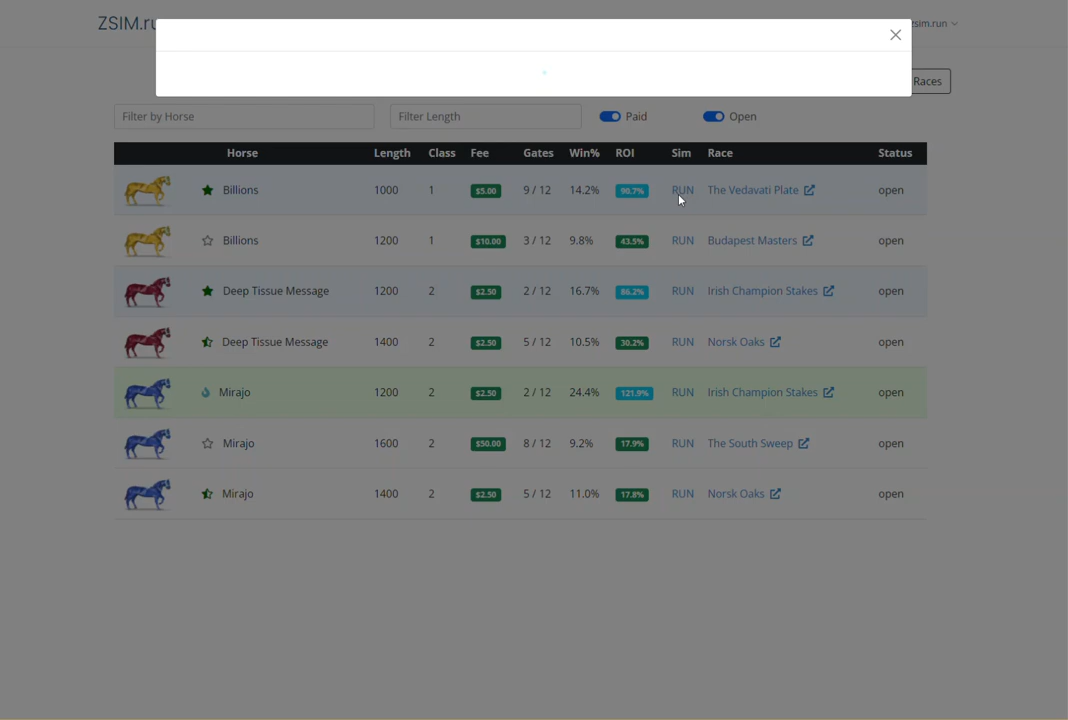 ZSIM.ru
zsim.run
Races
Filter by Horse Filter Length Paid Open
Horse Length Class Fee Gates Win% ROI Sim Race Status
Billions 1000 1 $5.00 9 / 12 14.2% 90.7% RUN The Vedavati Plate open
Billions 1200 1 $10.00 3 / 12 9.8% 43.5% RUN Budapest Masters open
Deep Tissue Message 1200 2 $2.50 2 / 12 16.7% 86.2% RUN Irish Champion Stakes open
Deep Tissue Message 1400 2 $2.50 5 / 12 10.5% 30.2% RUN Norsk Oaks open
Mirajo 1200 2 $2.50 2 / 12 24.4% 121.9% RUN Irish Champion Stakes open
Mirajo 1600 2 $50.00 8 / 12 9.2% 17.9% RUN The South Sweep open
Mirajo 1400 2 $2.50 5 / 12 11.0% 17.8% RUN Norsk Oaks open